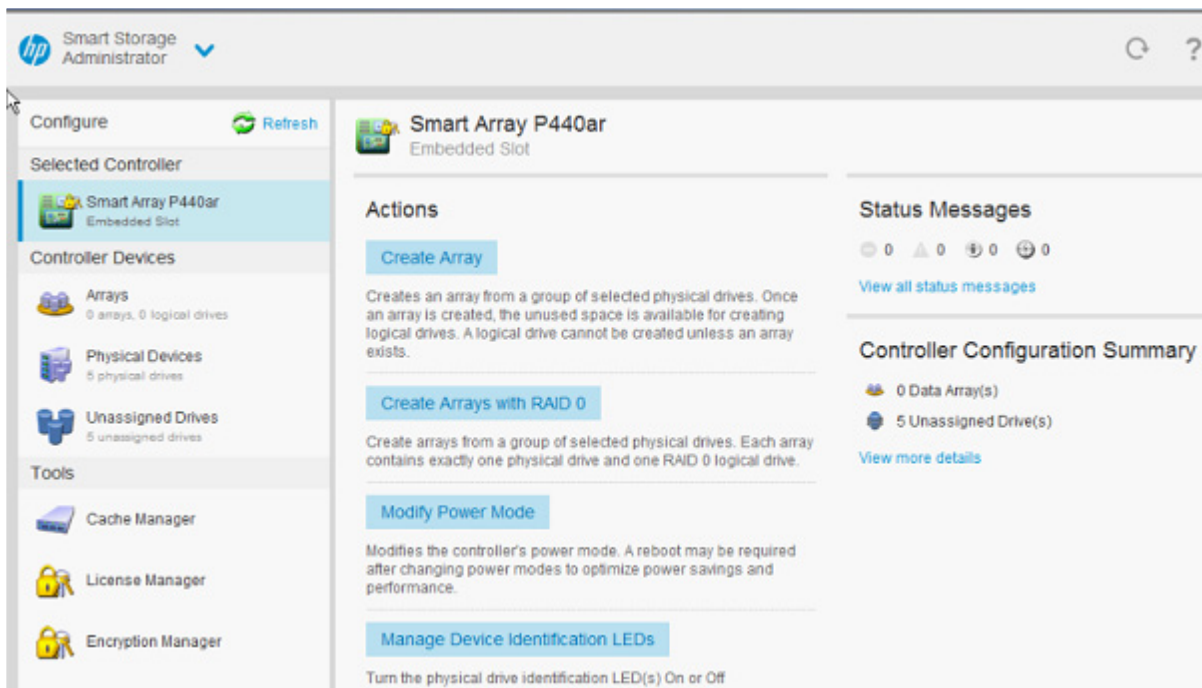 hp
Smart Storage
Administrator
?
Configure
Refresh
Selected Controller
Smart Array P440ar
Embedded Slot
Controller Devices
Arrays
0 arrays, 0 logical drives
Physical Devices
5 physical drives
Unassigned Drives
5 unassigned drives
Tools
Cache Manager
License Manager
Encryption Manager
Smart Array P440ar
Embedded Slot
Actions
Create Array
Creates an array from a group of selected physical drives. Once
an array is created, the unused space is available for creating
logical drives. A logical drive cannot be created unless an array
exists.
Create Arrays with RAID 0
Create arrays from a group of selected physical drives. Each array
contains exactly one physical drive and one RAID 0 logical drive.
Modify Power Mode
Modifies the controller's power mode. A reboot may be required
after changing power modes to optimize power savings and
performance.
Manage Device Identification LEDs
Turn the physical drive identification LED(s) On or Off
Status Messages
0 0 0 0
View all status messages
Controller Configuration Summary
0 Data Array(s)
5 Unassigned Drive(s)
View more details